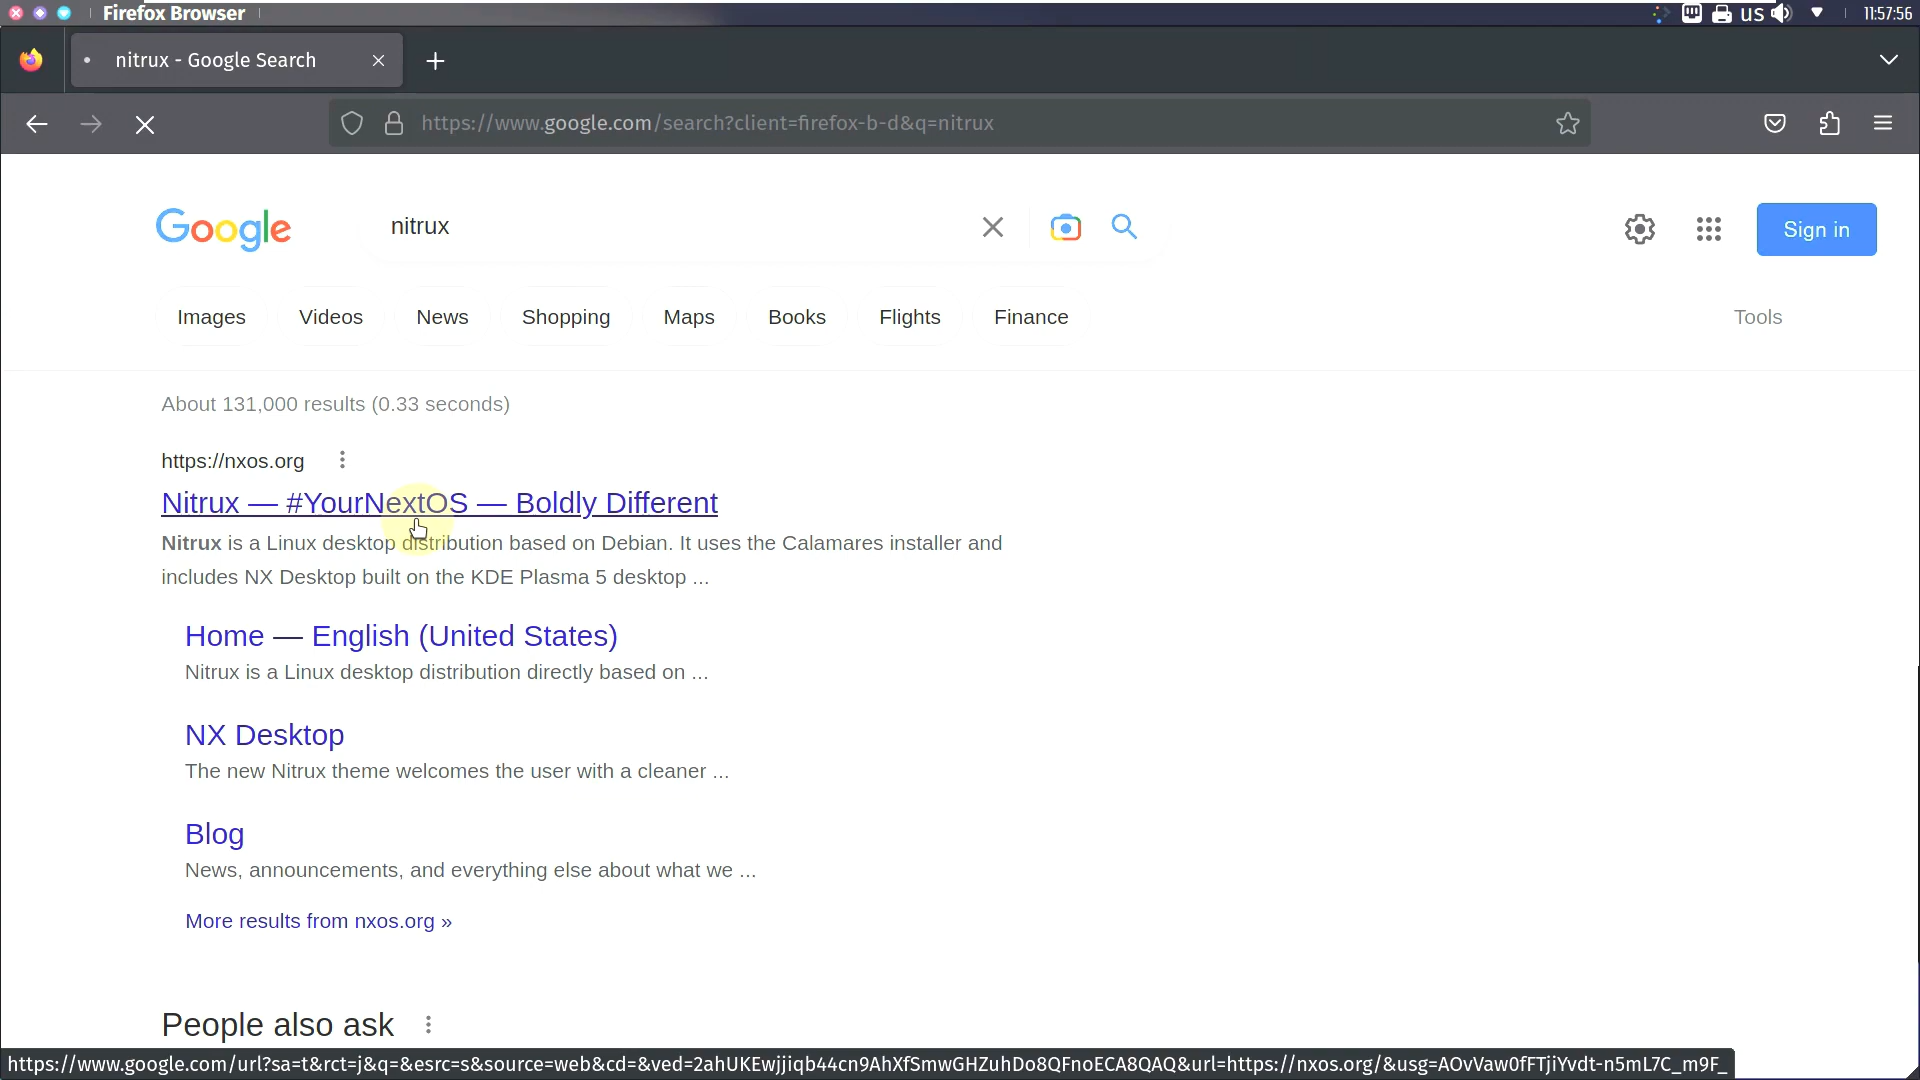 Firefox Browser
us
11:57:56
nitrux - Google Search
https://www.google.com/search?client=firefox-b-d&q=nitrux
Google
nitrux
Sign in
Images
Videos
News
Shopping
Maps
Books
Flights
Finance
Tools
About 131,000 results (0.33 seconds)
https://nxos.org
Nitrux — #YourNextOS — Boldly Different
Nitrux is a Linux desktop distribution based on Debian. It uses the Calamares installer and
includes NX Desktop built on the KDE Plasma 5 desktop ...
Home — English (United States)
Nitrux is a Linux desktop distribution directly based on ...
NX Desktop
The new Nitrux theme welcomes the user with a cleaner ...
Blog
News, announcements, and everything else about what we ...
More results from nxos.org »
People also ask
https://www.google.com/url?sa=t&rct=j&q=&esrc=s&source=web&cd=&ved=2ahUKEwjjiqb44cn9AhXfSmwGHZuhDo8QFnoECA8QAQ&url=https://nxos.org/&usg=AOvVaw0fFTjiYvdt-n5mL7C_m9F_